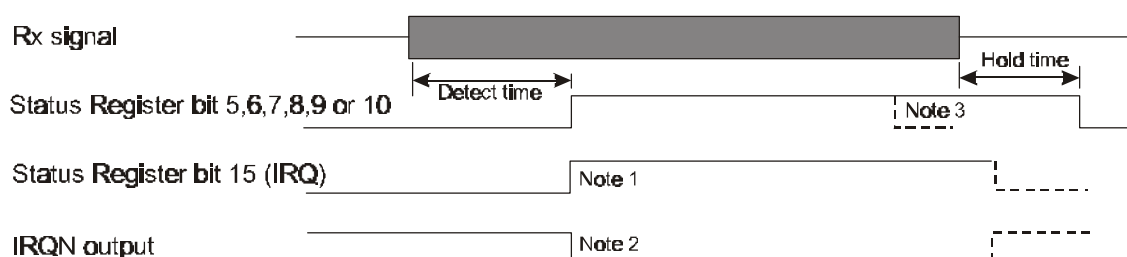 Rx signal
Hold time
Detect time
Status Register bit 5,6,7,8,9 or 10
Note 3
Status Register bit 15 (IRQ)
Note 1
IRQN output
Note 2